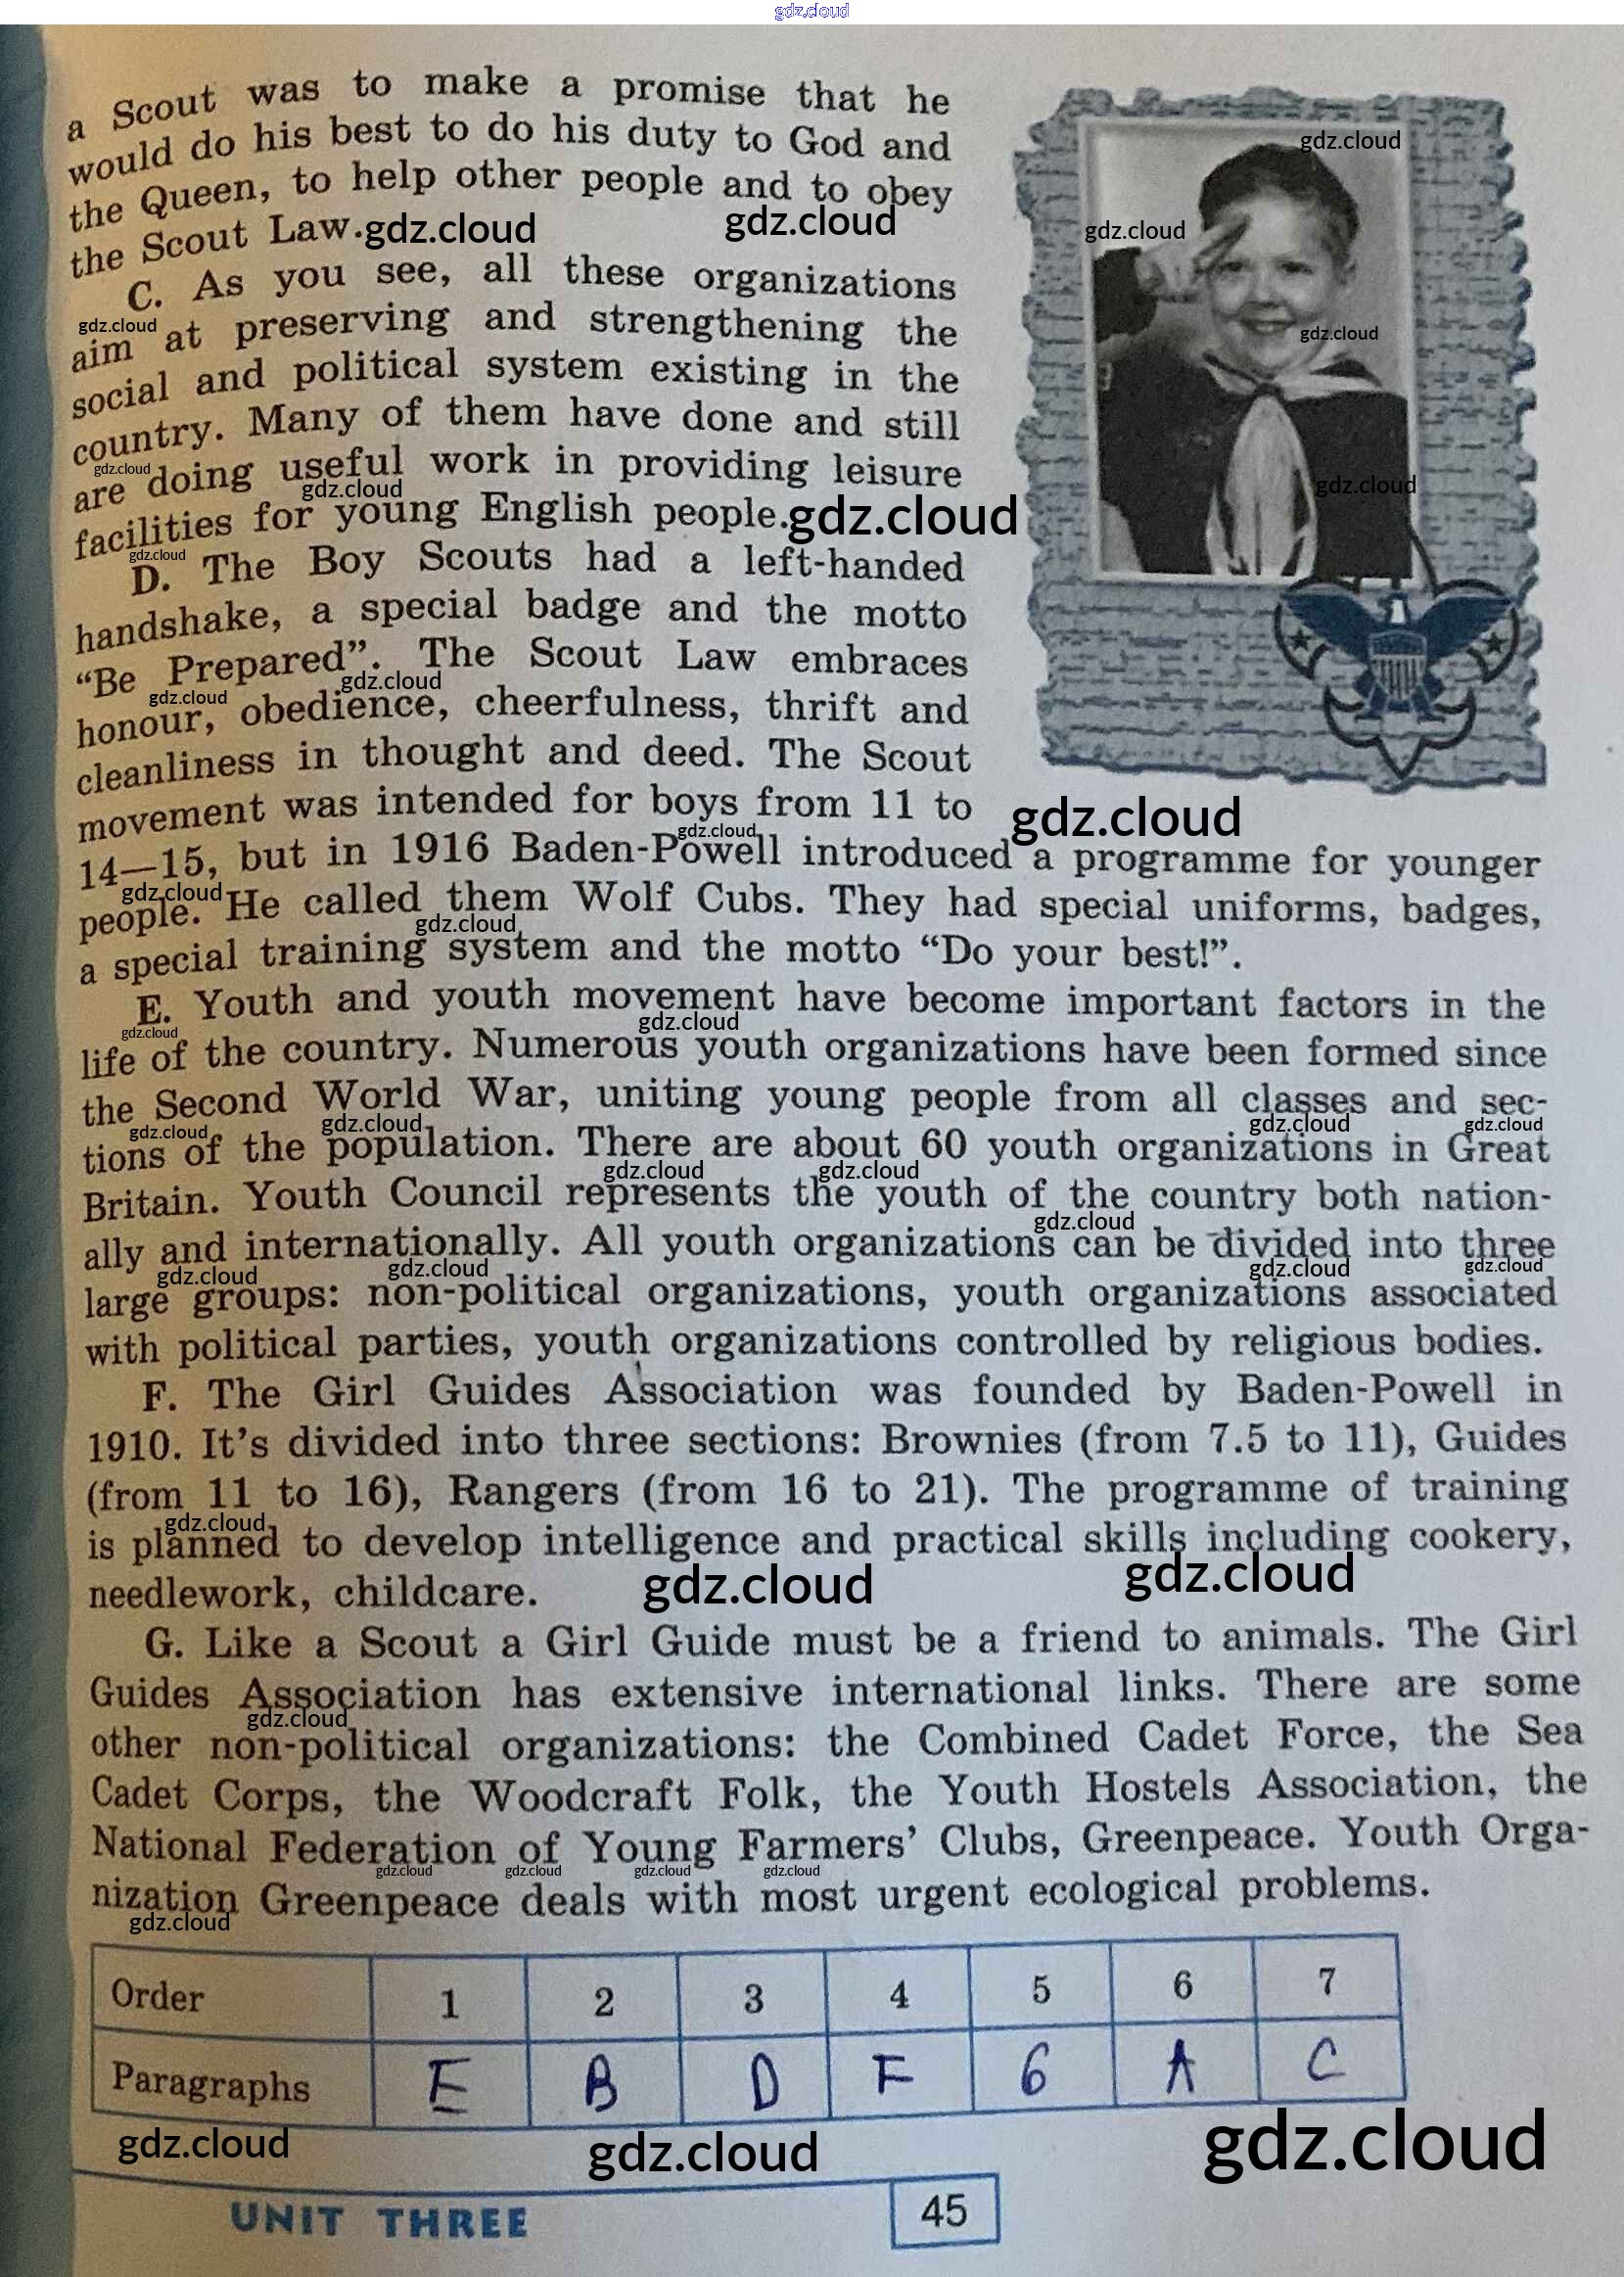 gdz.cloud
a Scout was to make a promise that he
would do his best to do his duty to God and
the Queen, to help other people and to obey
the Scout Law.
C. As you see, all these organizations
aim at preserving and strengthening the
social and political system existing in the
country. Many of them have done and still
are doing useful work in providing leisure
facilities for young English people.
D. The Boy Scouts had a left-handed
handshake, a special badge and the motto
“Be Prepared”. The Scout Law embraces
honour, obedience, cheerfulness, thrift and
cleanliness in thought and deed. The Scout
movement was intended for boys from 11 to
14—15, but in 1916 Baden-Powell introduced a programme for younger
people. He called them Wolf Cubs. They had special uniforms, badges,
a special training system and the motto “Do your best!”.
E. Youth and youth movement have become important factors in the
life of the country. Numerous youth organizations have been formed since
the Second World War, uniting young people from all classes and sec-
tions of the population. There are about 60 youth organizations in Great
Britain. Youth Council represents the youth of the country both nation-
ally and internationally. All youth organizations can be divided into three
large groups: non-political organizations, youth organizations associated
with political parties, youth organizations controlled by religious bodies.
F. The Girl Guides Association was founded by Baden-Powell in
1910. It’s divided into three sections: Brownies (from 7.5 to 11), Guides
(from 11 to 16), Rangers (from 16 to 21). The programme of training
is planned to develop intelligence and practical skills including cookery,
needlework, childcare.
G. Like a Scout a Girl Guide must be a friend to animals. The Girl
Guides Association has extensive international links. There are some
other non-political organizations: the Combined Cadet Force, the Sea
Cadet Corps, the Woodcraft Folk, the Youth Hostels Association, the
National Federation of Young Farmers’ Clubs, Greenpeace. Youth Orga-
nization Greenpeace deals with most urgent ecological problems.
Order 1 2 3 4 5 6 7
Paragraphs E B D F G A C
gdz.cloud gdz.cloud gdz.cloud
UNIT THREE 45